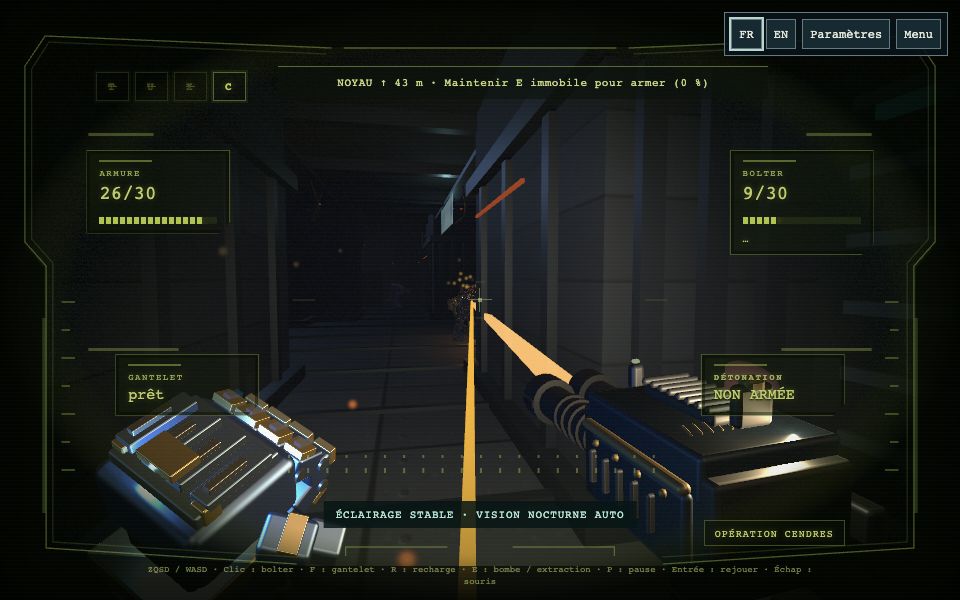 FR EN Paramètres Menu
NOYAU ↑ 43 m · Maintenir E immobile pour armer (0 %)
C
ARMURE
26/30
BOLTER
9/30
…
GANTELET
prêt
DÉTONATION
NON ARMÉE
ÉCLAIRAGE STABLE · VISION NOCTURNE AUTO
OPÉRATION CENDRES
ZQSD / WASD · Clic : bolter · F : gantelet · R : recharge · E : bombe / extraction · P : pause · Entrée : rejouer · Échap :
souris